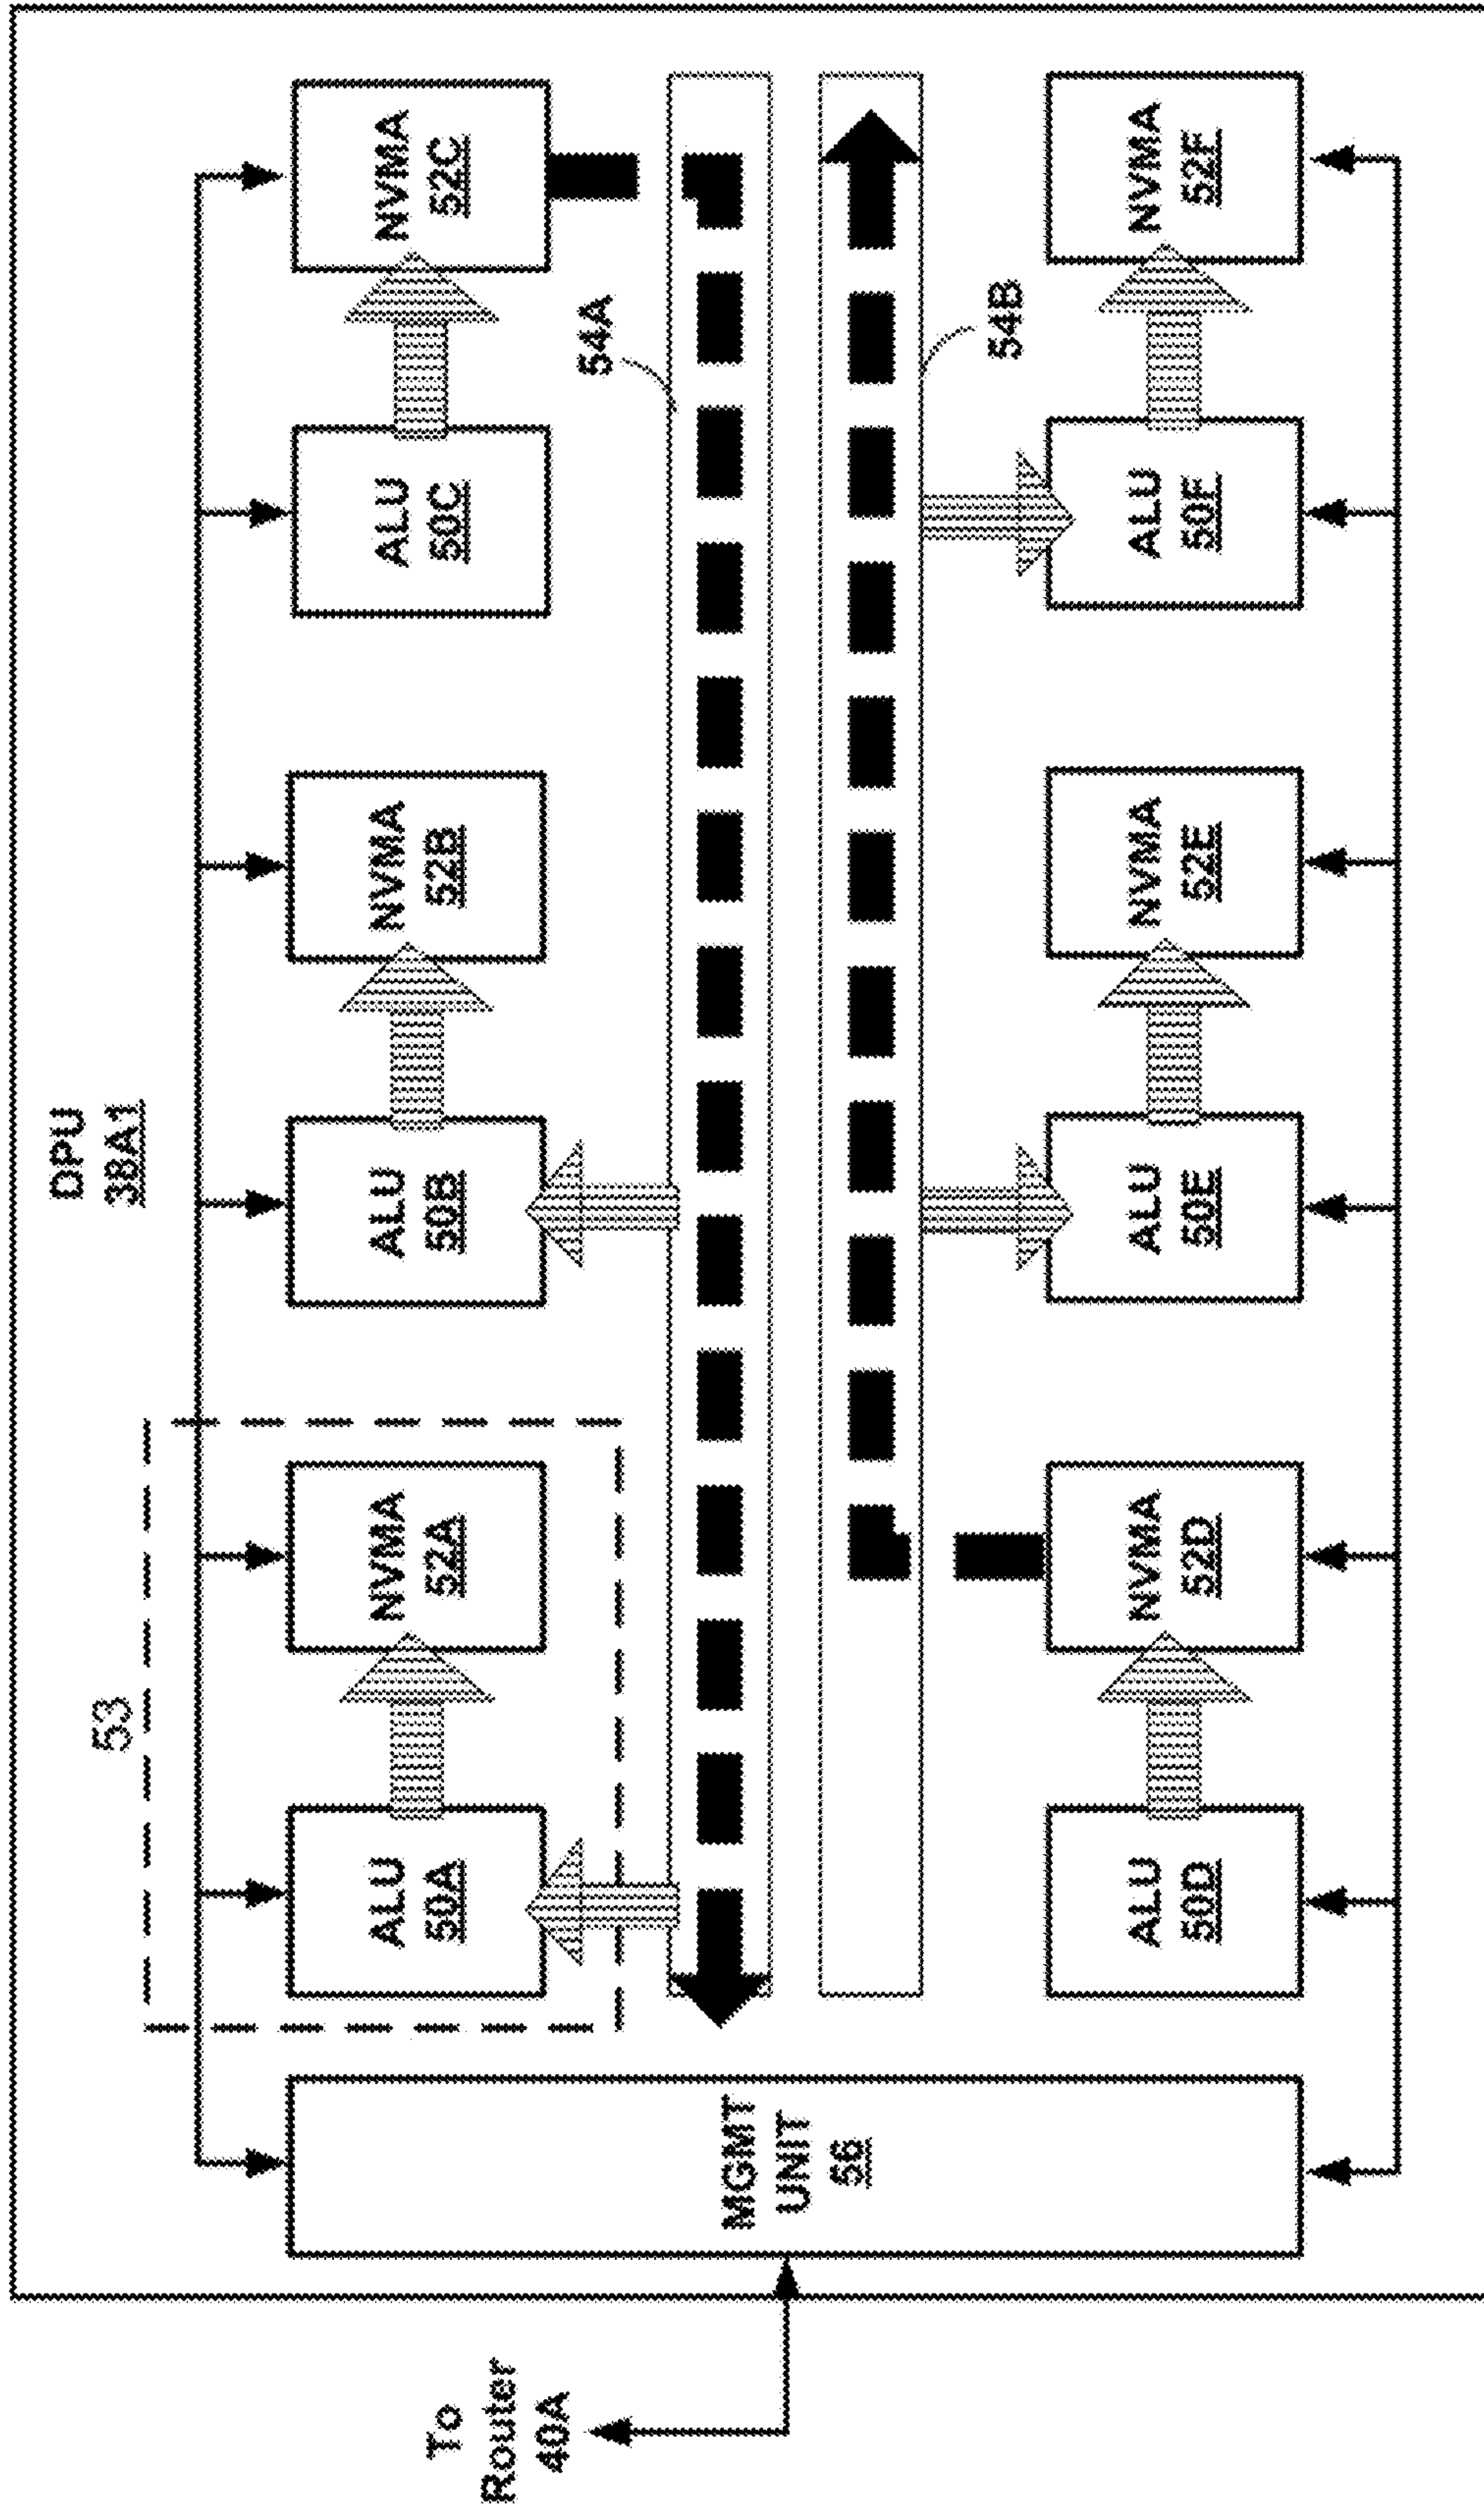 DPU
38A1
53
54A
54B
ALU
50A
NVMA
52A
ALU
50B
NVMA
52B
ALU
50C
NVMA
52C
MGMT
UNIT
56
To
Router
40A
ALU
50D
NVMA
52D
ALU
50E
NVMA
52E
ALU
50F
NVMA
52F